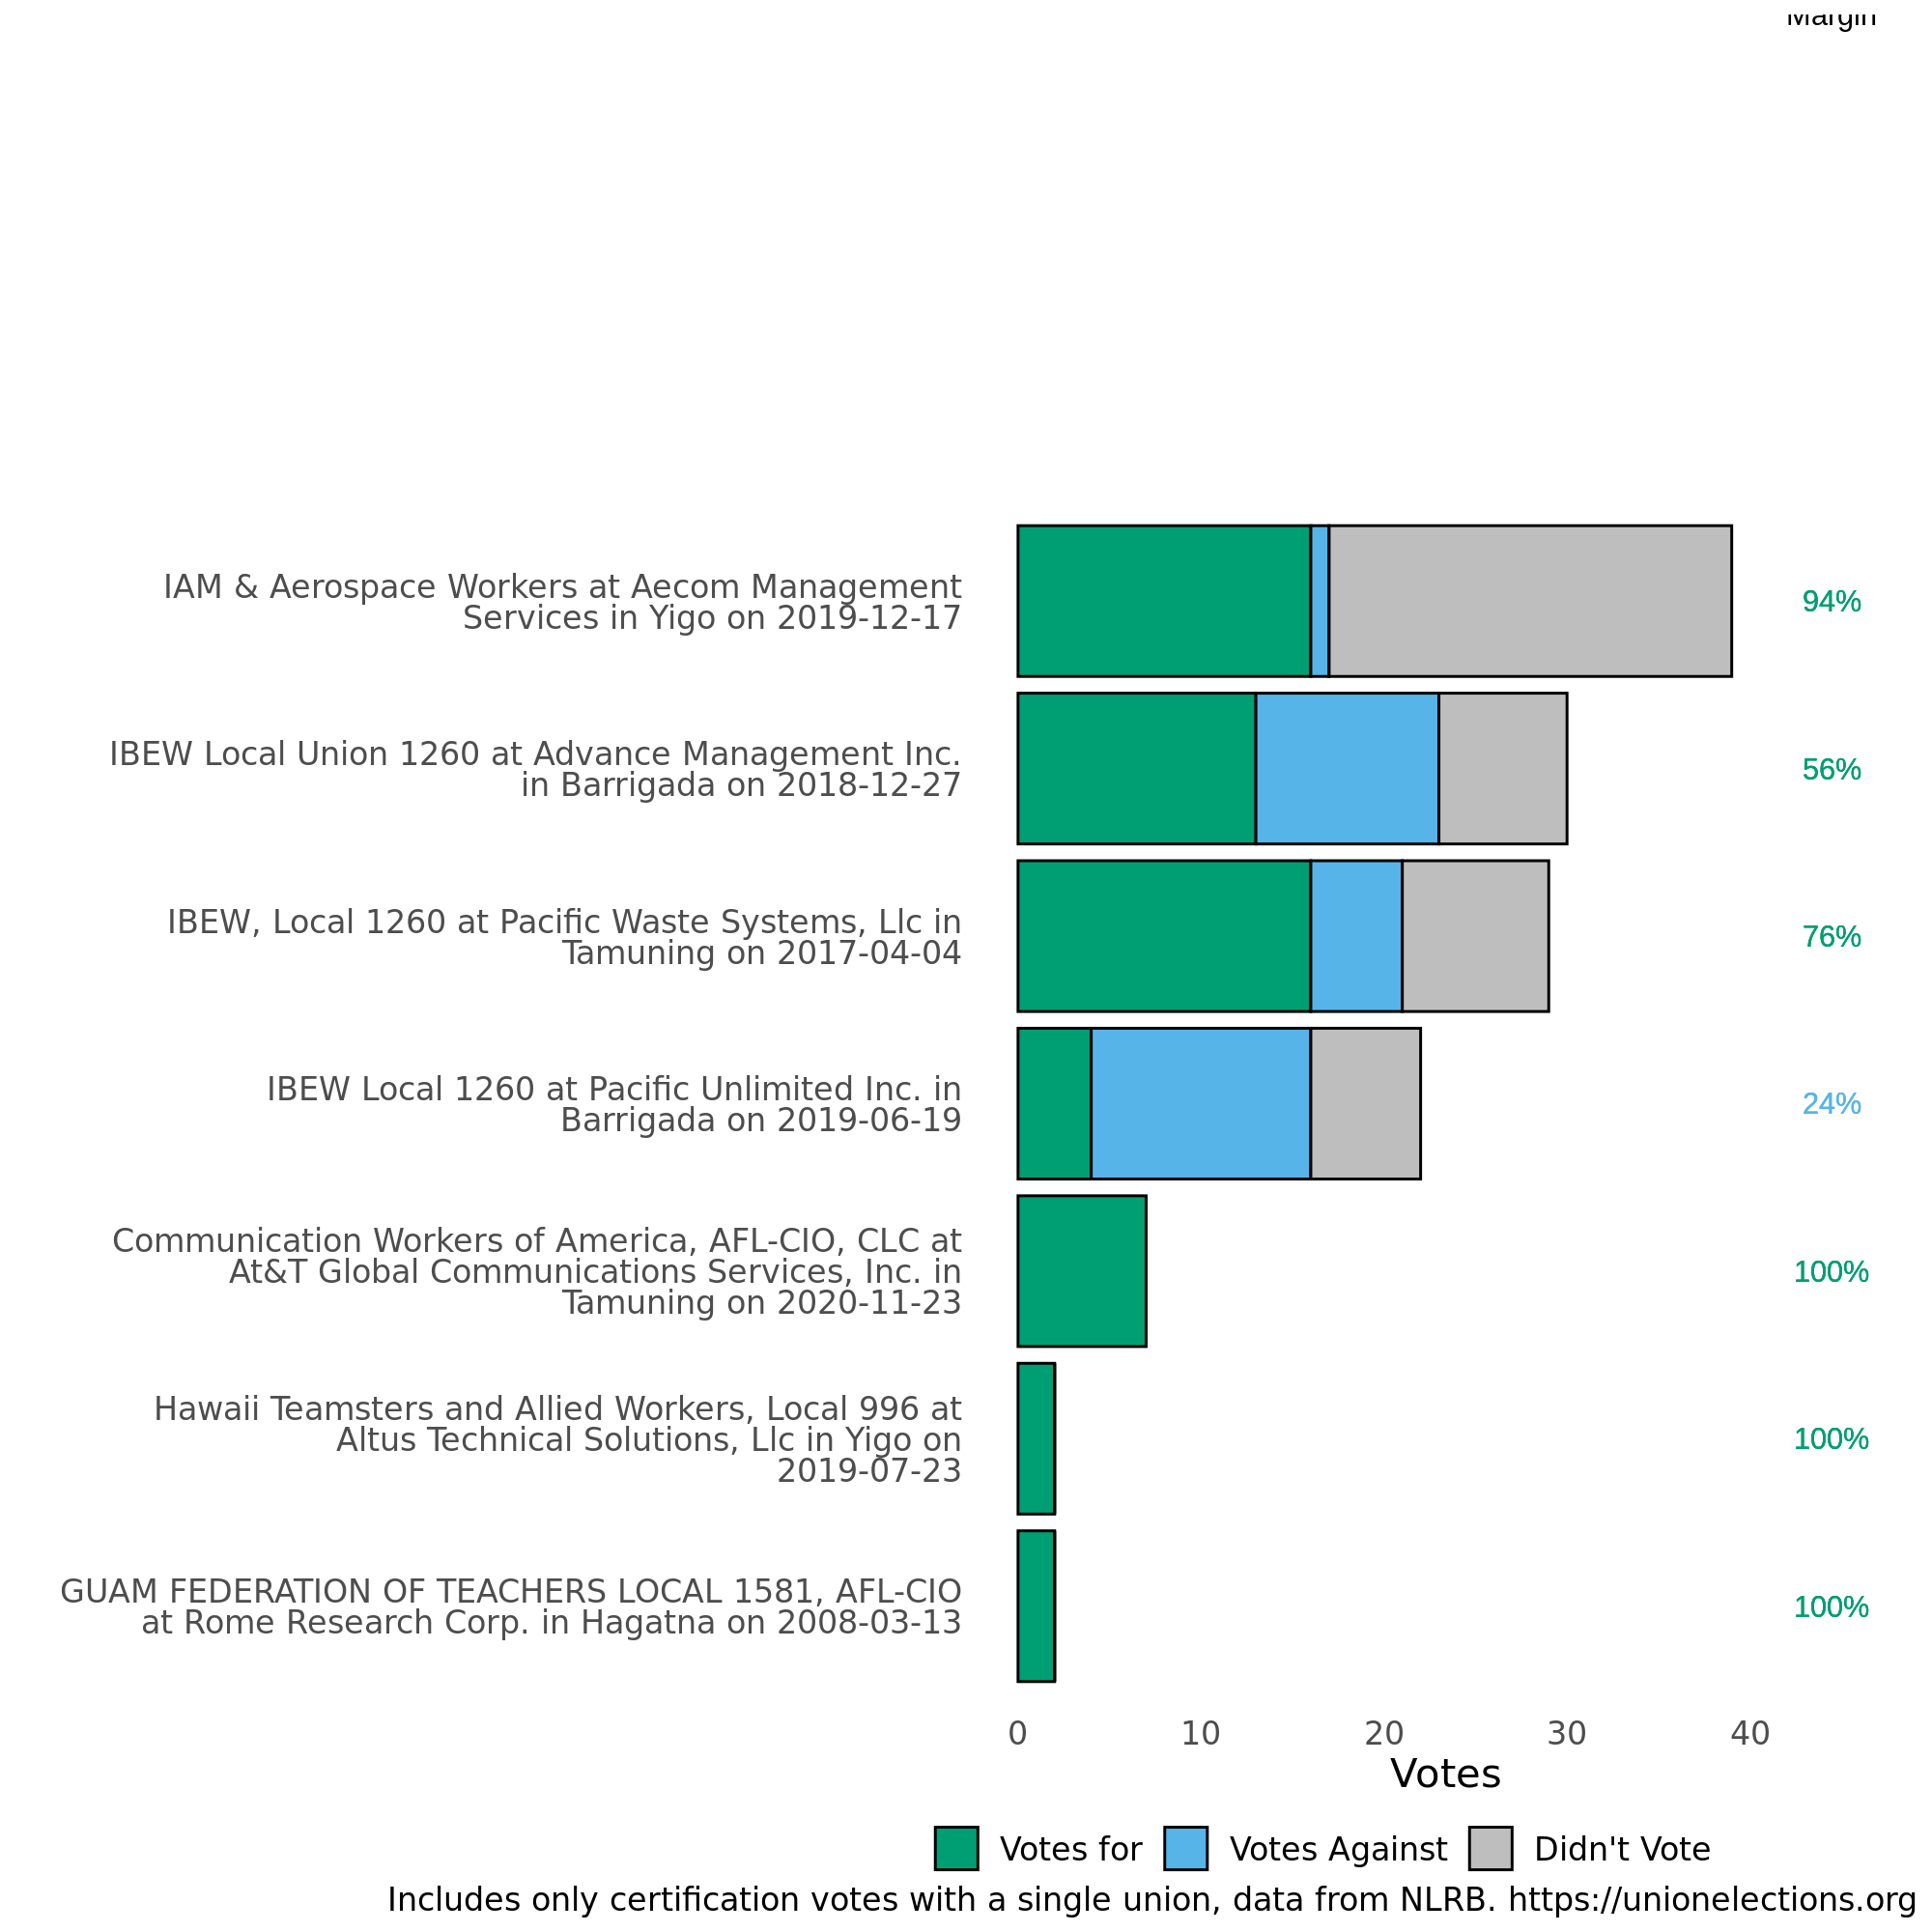 Margin
IAM & Aerospace Workers at Aecom Management
Services in Yigo on 2019-12-17
94%
IBEW Local Union 1260 at Advance Management Inc.
in Barrigada on 2018-12-27
56%
IBEW, Local 1260 at Pacific Waste Systems, Llc in
Tamuning on 2017-04-04
76%
IBEW Local 1260 at Pacific Unlimited Inc. in
Barrigada on 2019-06-19
24%
Communication Workers of America, AFL-CIO, CLC at
At&T Global Communications Services, Inc. in
Tamuning on 2020-11-23
100%
Hawaii Teamsters and Allied Workers, Local 996 at
Altus Technical Solutions, Llc in Yigo on
2019-07-23
100%
GUAM FEDERATION OF TEACHERS LOCAL 1581, AFL-CIO
at Rome Research Corp. in Hagatna on 2008-03-13
100%
0 10 20 30 40
Votes
Votes for Votes Against Didn't Vote
Includes only certification votes with a single union, data from NLRB. https://unionelections.org